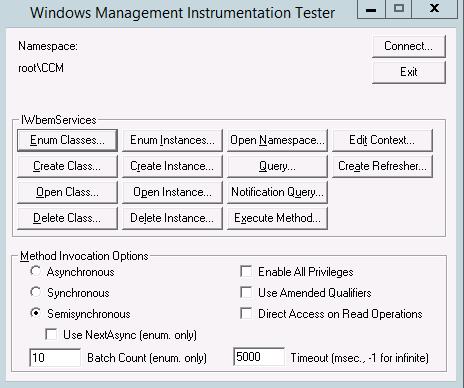 Windows Management Instrumentation Tester
Namespace:
Connect...
root\CCM
Exit
IWbemServices
Enum Classes... Enum Instances... Open Namespace... Edit Context...
Create Class... Create Instance... Query... Create Refresher...
Open Class... Open Instance... Notification Query...
Delete Class... Delete Instance... Execute Method...
Method Invocation Options
Asynchronous Enable All Privileges
Synchronous Use Amended Qualifiers
Semisynchronous Direct Access on Read Operations
Use NextAsync (enum. only)
10 Batch Count (enum. only) 5000 Timeout (msec., -1 for infinite)